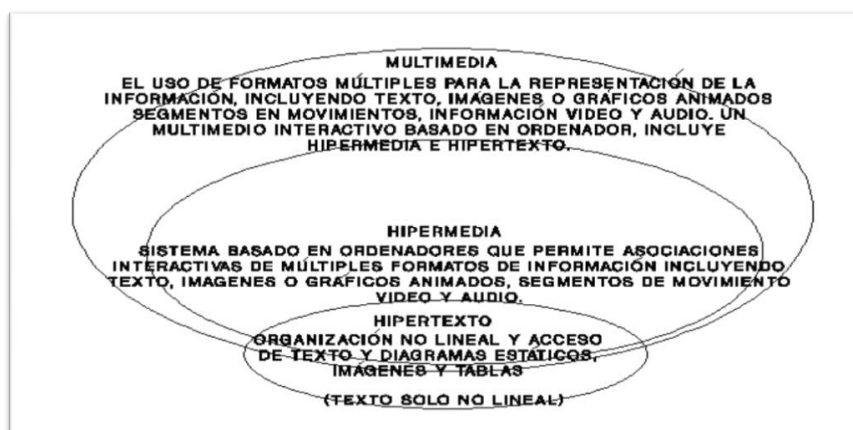 MULTIMEDIA
EL USO DE FORMATOS MÚLTIPLES PARA LA REPRESENTACIÓN DE LA
INFORMACIÓN, INCLUYENDO TEXTO, IMÁGENES O GRÁFICOS ANIMADOS
SEGMENTOS EN MOVIMIENTOS, INFORMACIÓN VIDEO Y AUDIO. UN
MULTIMEDIO INTERACTIVO BASADO EN ORDENADOR, INCLUYE
HIPERMEDIA E HIPERTEXTO.
HIPERMEDIA
SISTEMA BASADO EN ORDENADORES QUE PERMITE ASOCIACIONES
INTERACTIVAS DE MÚLTIPLES FORMATOS DE INFORMACIÓN INCLUYENDO
TEXTO, IMAGENES O GRÁFICOS ANIMADOS, SEGMENTOS DE MOVIMIENTO
VIDEO Y AUDIO.
HIPERTEXTO
ORGANIZACIÓN NO LINEAL Y ACCESO
DE TEXTO Y DIAGRAMAS ESTÁTICOS,
IMÁGENES Y TABLAS
(TEXTO SOLO NO LINEAL)